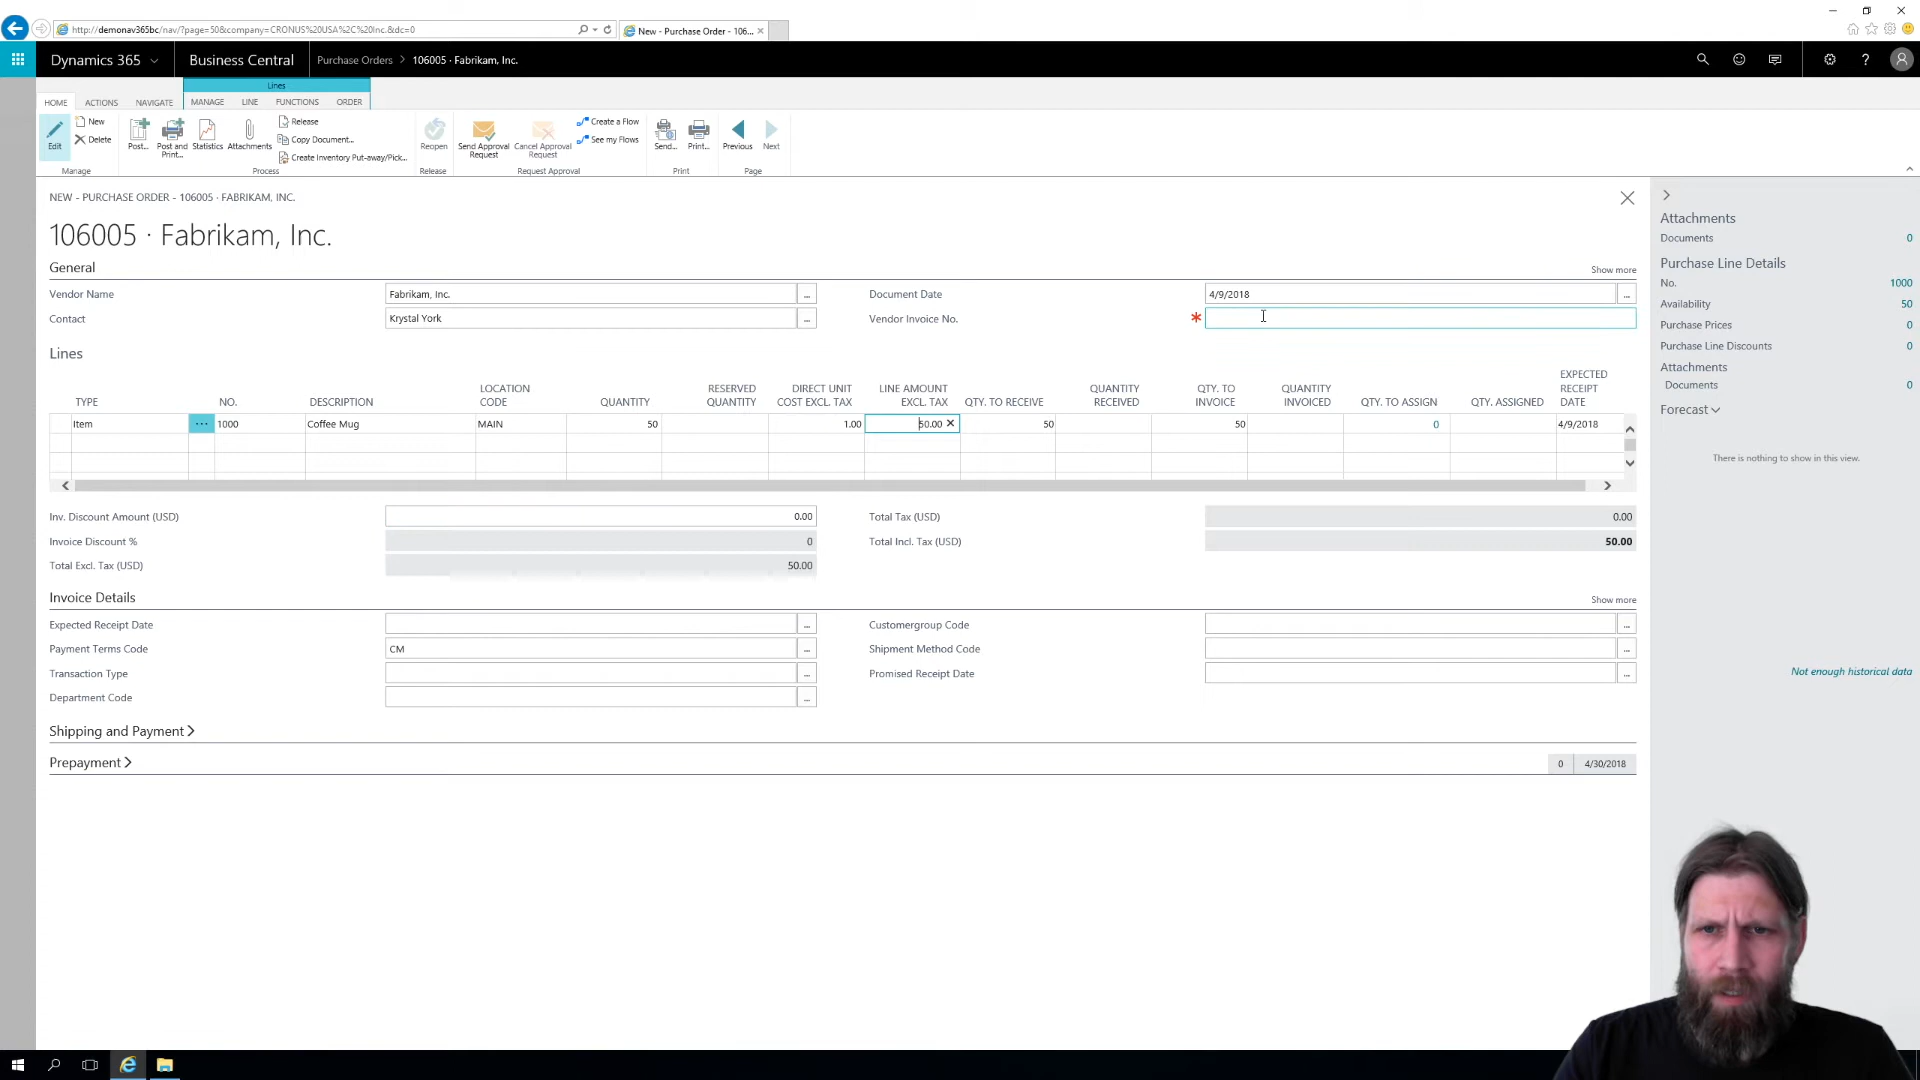 http://demonav365bc/nav/?page=50&company=CRONUS%20USA%2C%20Inc.&dc=0
New - Purchase Order - 106...
Dynamics 365
Business Central
Purchase Orders > 106005 · Fabrikam, Inc.
Lines
HOME ACTIONS NAVIGATE MANAGE LINE FUNCTIONS ORDER
Edit
New
Delete
Manage
Post...
Post and Print...
Statistics
Attachments
Release
Copy Document...
Create Inventory Put-away/Pick...
Process
Reopen
Release
Send Approval Request
Cancel Approval Request
Create a Flow
See my Flows
Request Approval
Send...
Print...
Print
Previous
Next
Page
NEW - PURCHASE ORDER - 106005 · FABRIKAM, INC.
106005 · Fabrikam, Inc.
General
Show more
Vendor Name Fabrikam, Inc. ...
Document Date 4/9/2018 ...
Contact Krystal York ...
Vendor Invoice No. *
Lines
TYPE NO. DESCRIPTION LOCATION CODE QUANTITY RESERVED QUANTITY DIRECT UNIT COST EXCL. TAX LINE AMOUNT EXCL. TAX QTY. TO RECEIVE QUANTITY RECEIVED QTY. TO INVOICE QUANTITY INVOICED QTY. TO ASSIGN QTY. ASSIGNED EXPECTED RECEIPT DATE
Item ... 1000 Coffee Mug MAIN 50 1.00 50.00 50 50 0 4/9/2018
Inv. Discount Amount (USD) 0.00
Total Tax (USD) 0.00
Invoice Discount % 0
Total Incl. Tax (USD) 50.00
Total Excl. Tax (USD) 50.00
Invoice Details
Show more
Expected Receipt Date ...
Customergroup Code ...
Payment Terms Code CM ...
Shipment Method Code ...
Transaction Type ...
Promised Receipt Date ...
Department Code ...
Shipping and Payment >
Prepayment >
0 4/30/2018
Attachments
Documents 0
Purchase Line Details
No. 1000
Availability 50
Purchase Prices 0
Purchase Line Discounts 0
Attachments
Documents 0
Forecast
There is nothing to show in this view.
Not enough historical data